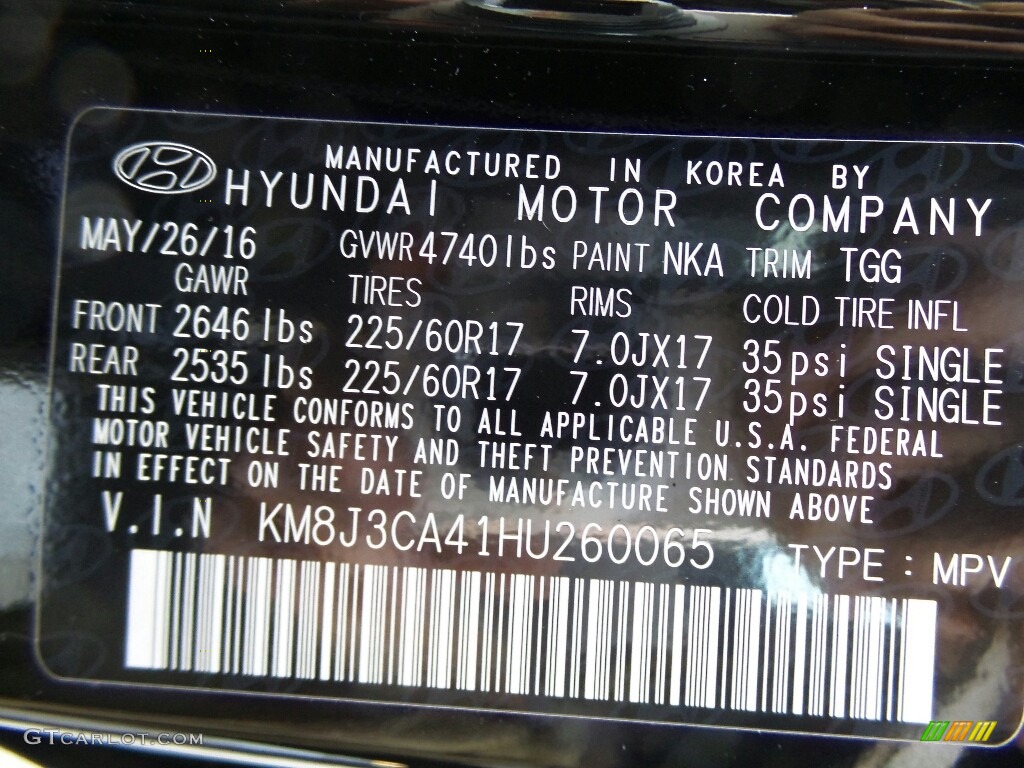 MANUFACTURED IN KOREA BY
HYUNDAI MOTOR COMPANY
MAY/26/16 GVWR 4740lbs PAINT NKA TRIM TGG
GAWR TIRES RIMS COLD TIRE INFL
FRONT 2646 lbs 225/60R17 7.0JX17 35psi SINGLE
REAR 2535 lbs 225/60R17 7.0JX17 35psi SINGLE
THIS VEHICLE CONFORMS TO ALL APPLICABLE U.S.A. FEDERAL
MOTOR VEHICLE SAFETY AND THEFT PREVENTION STANDARDS
IN EFFECT ON THE DATE OF MANUFACTURE SHOWN ABOVE
V.I.N KM8J3CA41HU260065 TYPE : MPV
GTCARLOT.COM